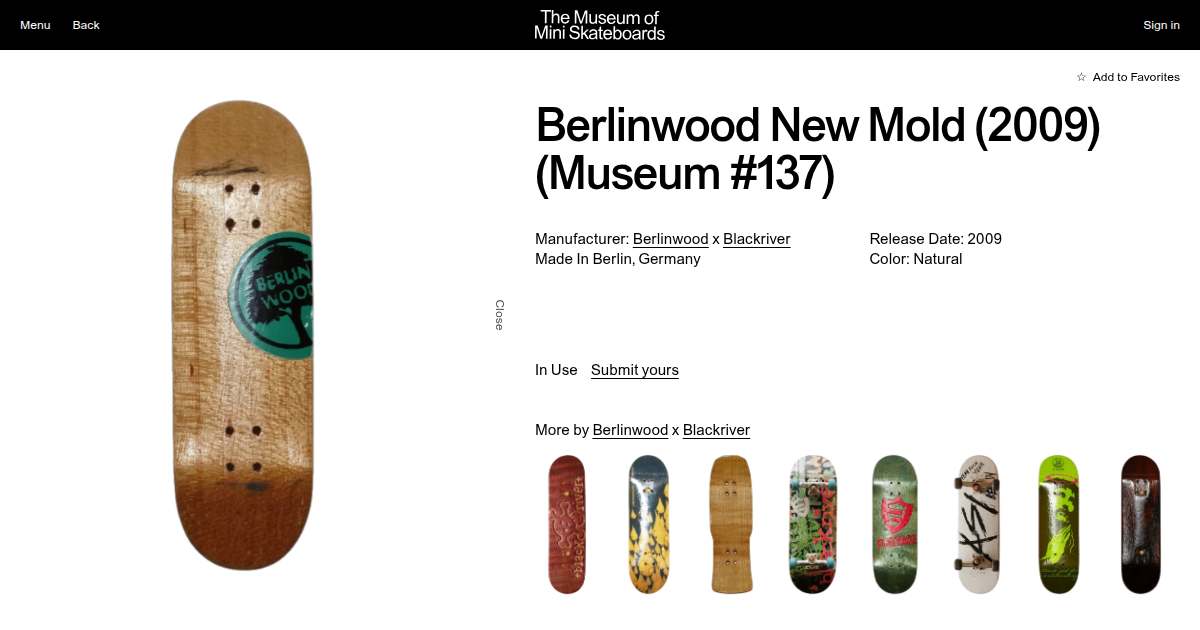 Menu
Back
The Museum of
Mini Skateboards
Sign in
☆ Add to Favorites
Berlinwood New Mold (2009)
(Museum #137)
Manufacturer: Berlinwood x Blackriver
Made In Berlin, Germany
Release Date: 2009
Color: Natural
BERLIN
WOOD
Close
In Use
Submit yours
More by Berlinwood x Blackriver